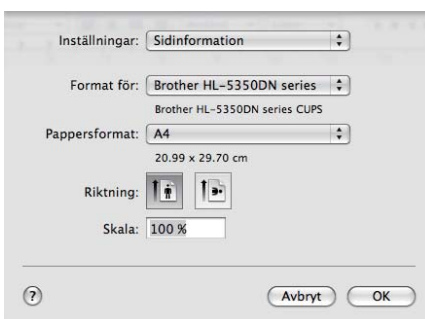 Inställningar: Sidinformation
Format för: Brother HL-5350DN series
Brother HL-5350DN series CUPS
Pappersformat: A4
20.99 x 29.70 cm
Riktning:
Skala: 100 %
? Avbryt OK